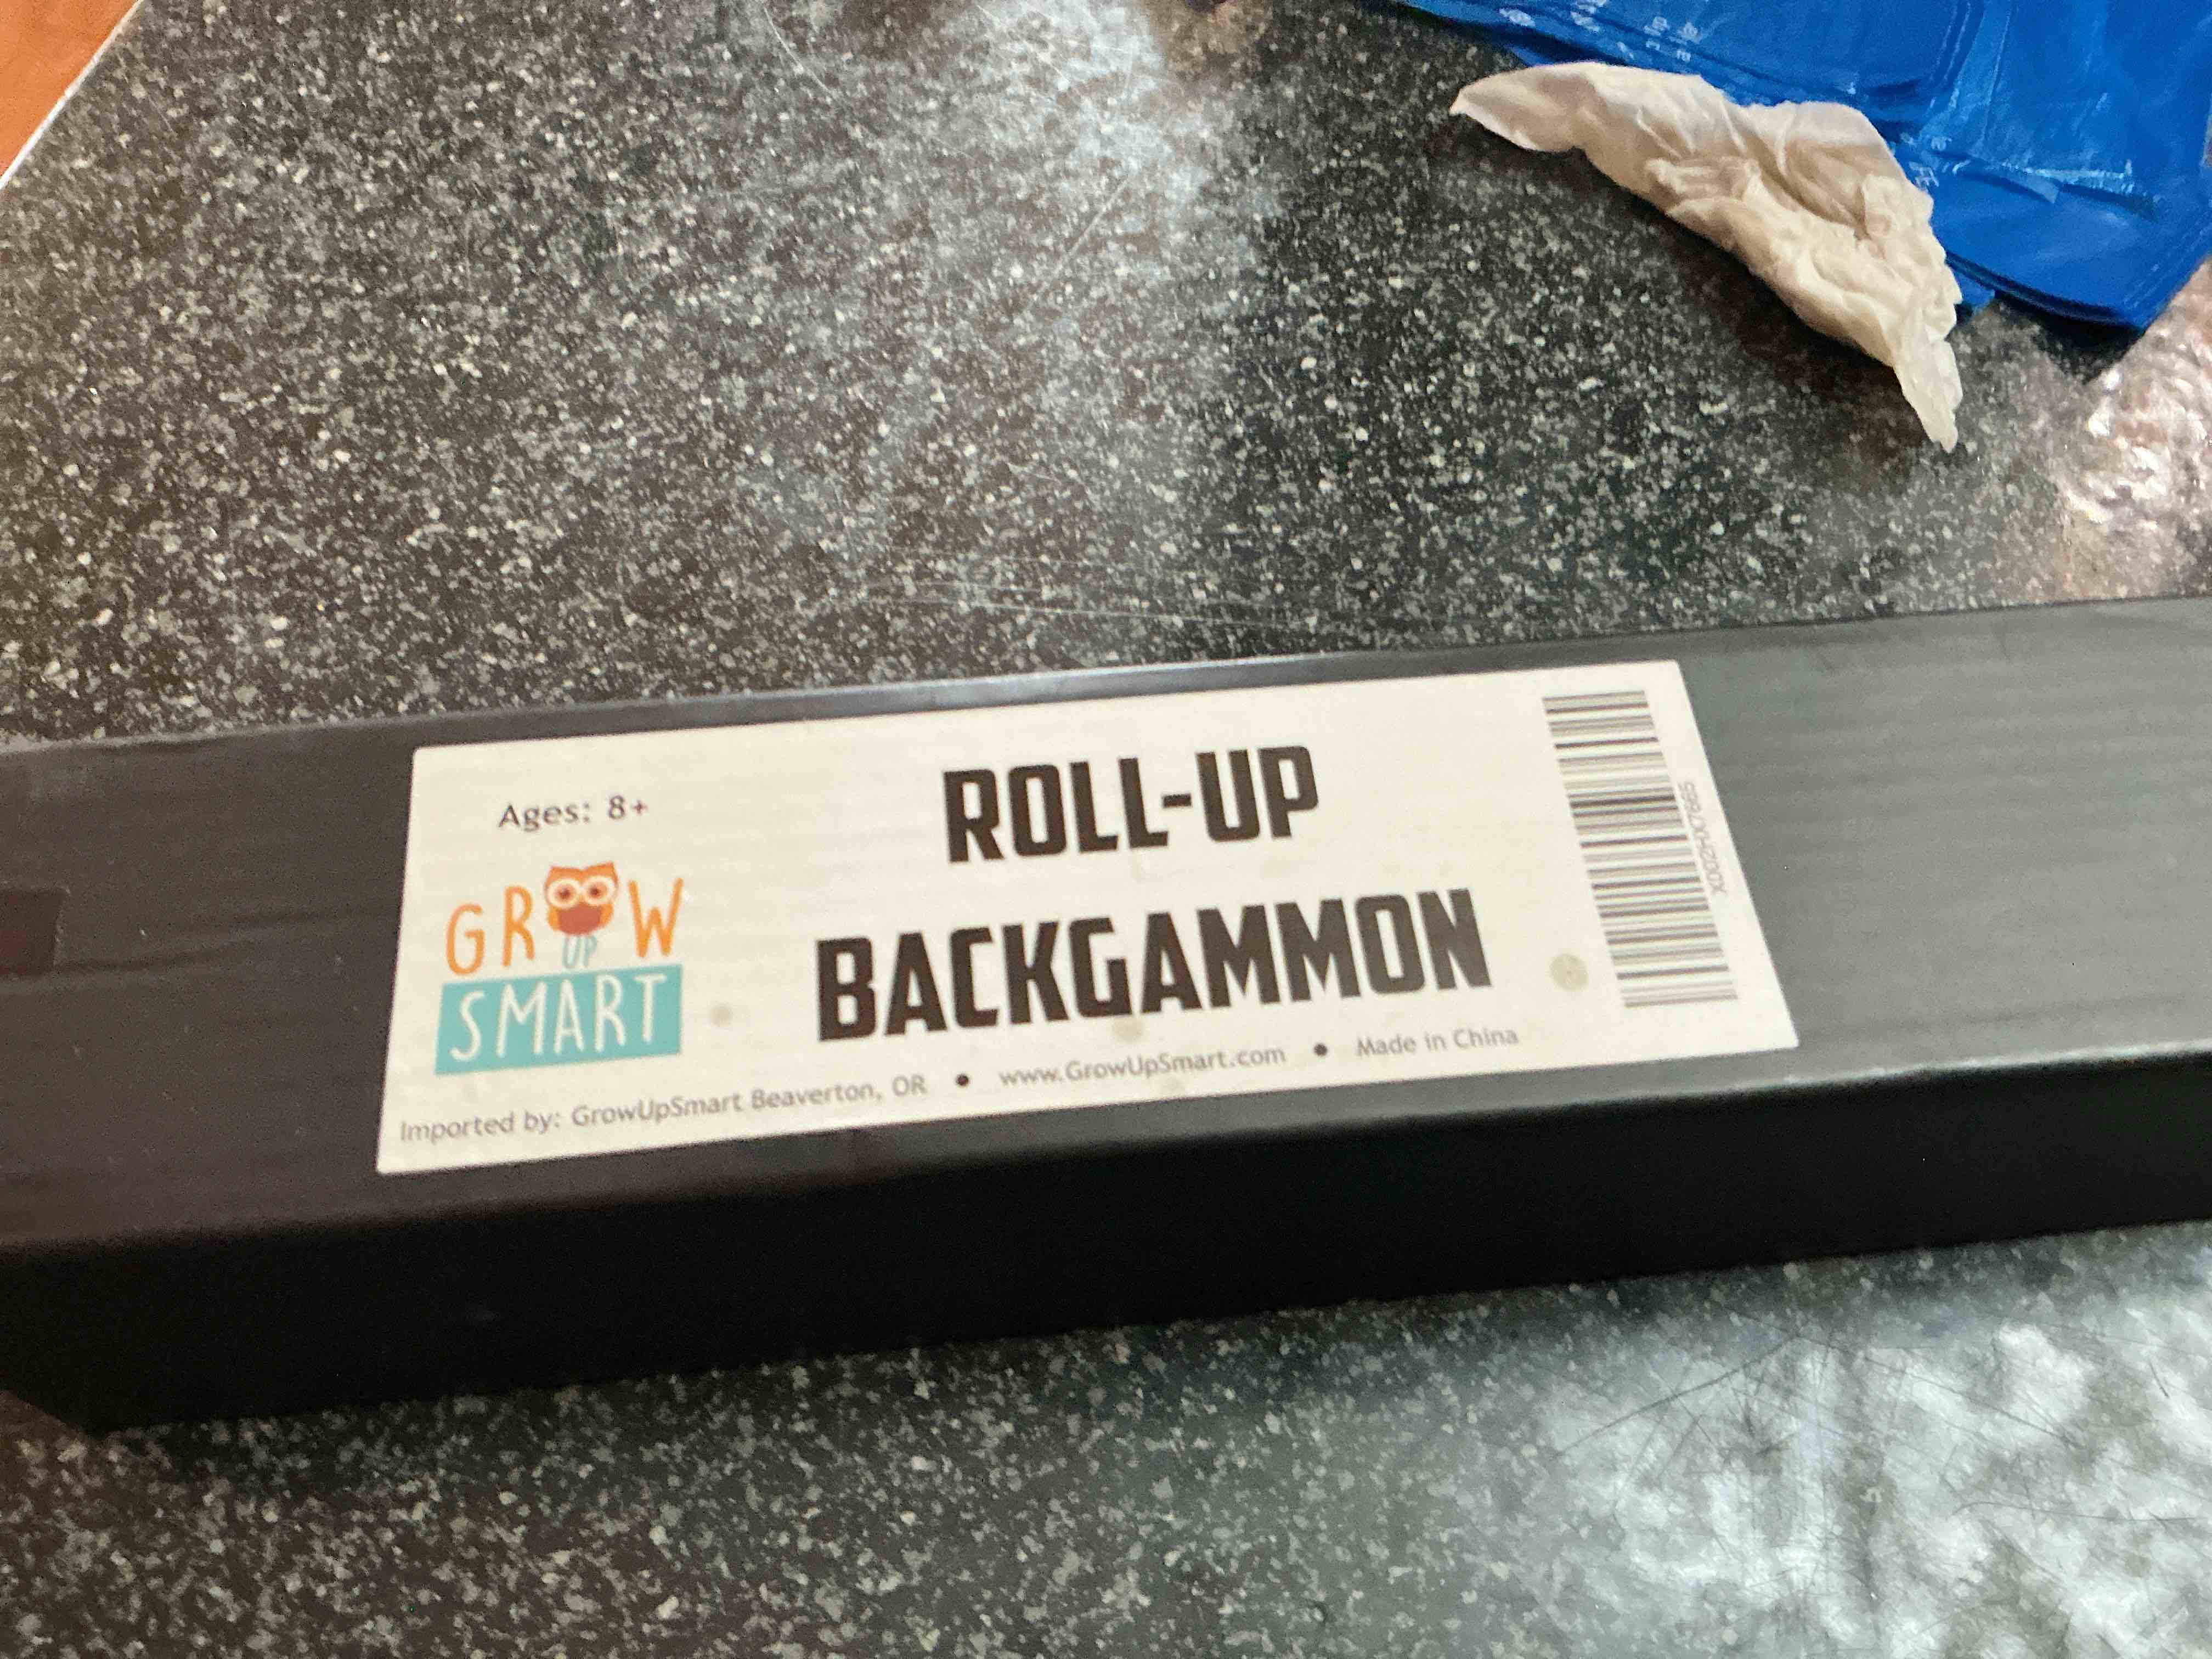 Ages: 8+
GROW
UP
SMART
ROLL-UP
BACKGAMMON
Imported by: GrowUpSmart Beaverton, OR • www.GrowUpSmart.com • Made in China